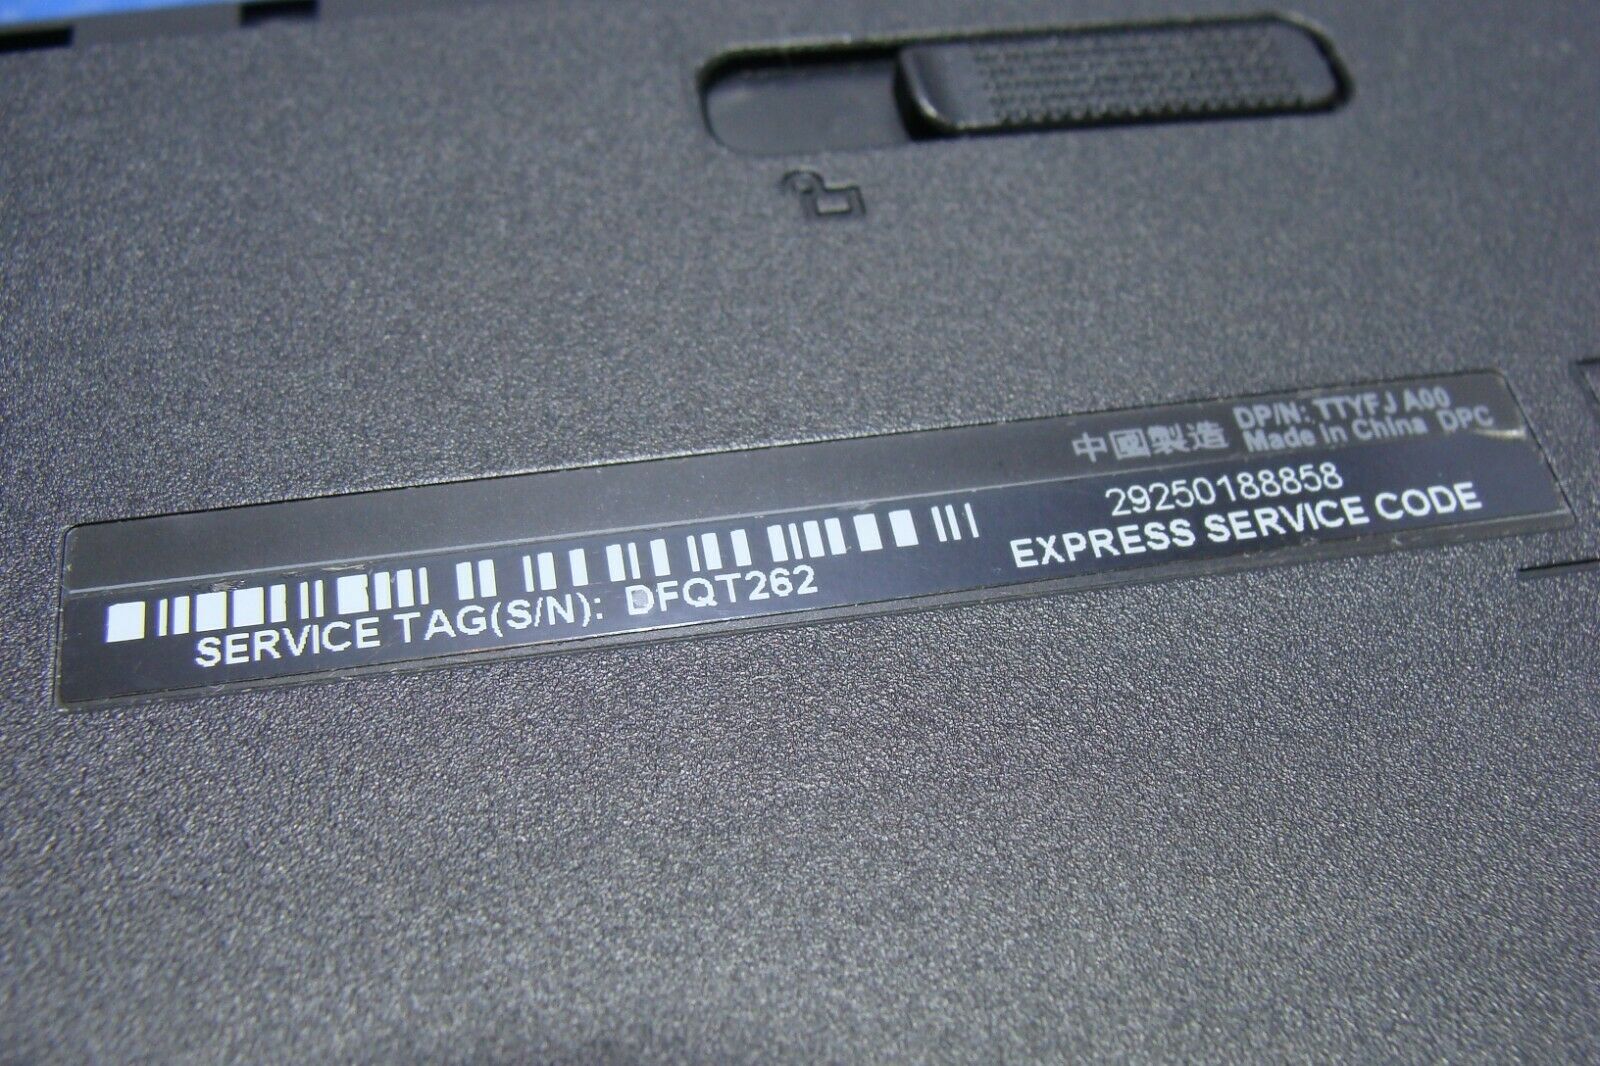 中國製造 DP/N: TTYFJ A00
Made in China DPC
29250188858
EXPRESS SERVICE CODE
SERVICE TAG(S/N): DFQT262